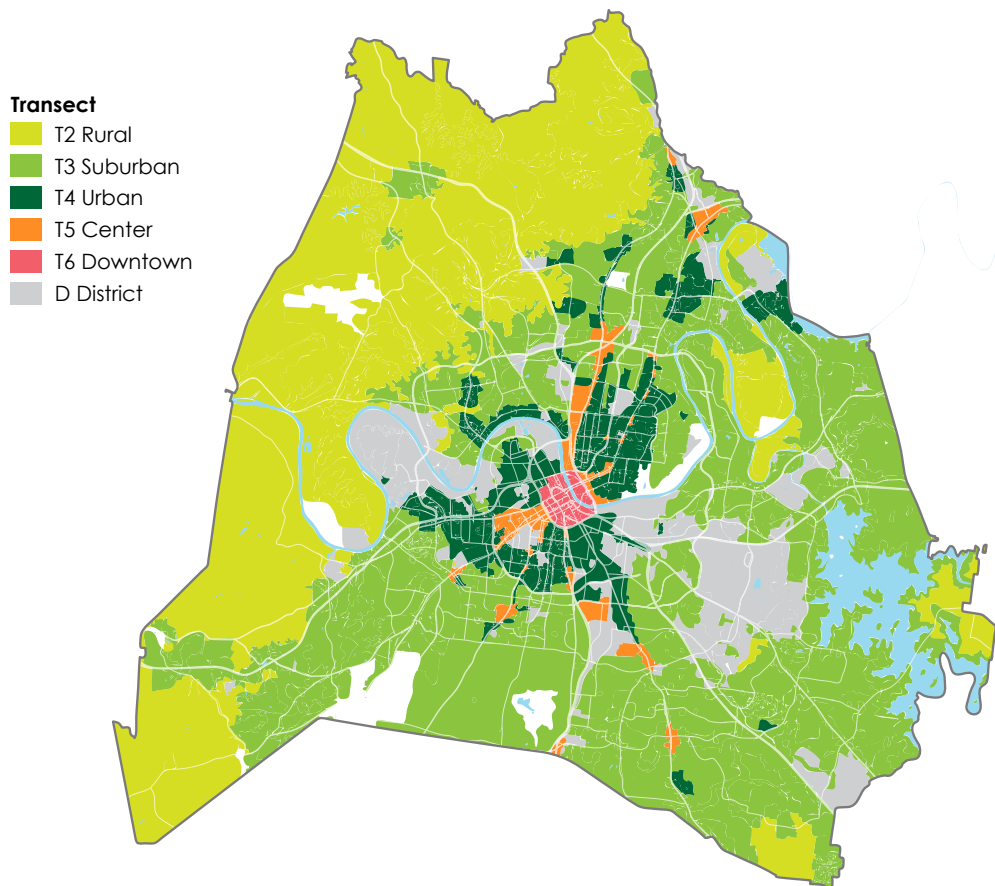 Transect
T2 Rural
T3 Suburban
T4 Urban
T5 Center
T6 Downtown
D District